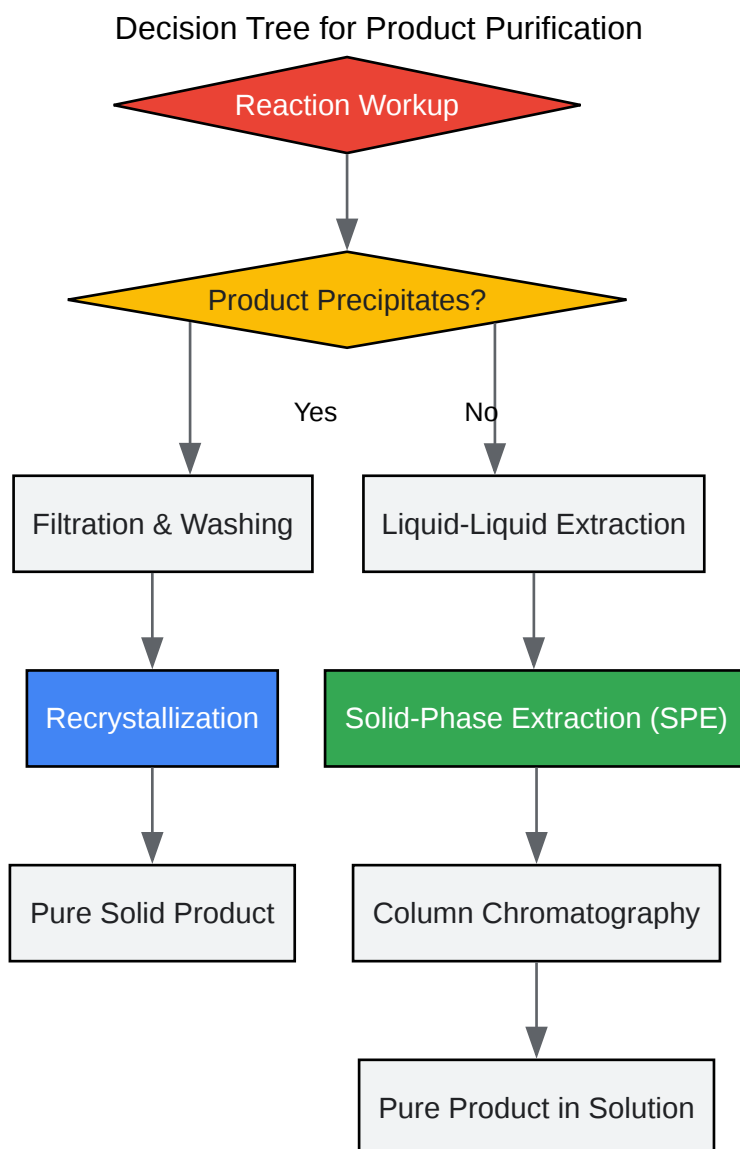 Decision Tree for Product Purification
Reaction Workup
Product Precipitates?
Yes
No
Filtration & Washing
Liquid-Liquid Extraction
Recrystallization
Solid-Phase Extraction (SPE)
Pure Solid Product
Column Chromatography
Pure Product in Solution